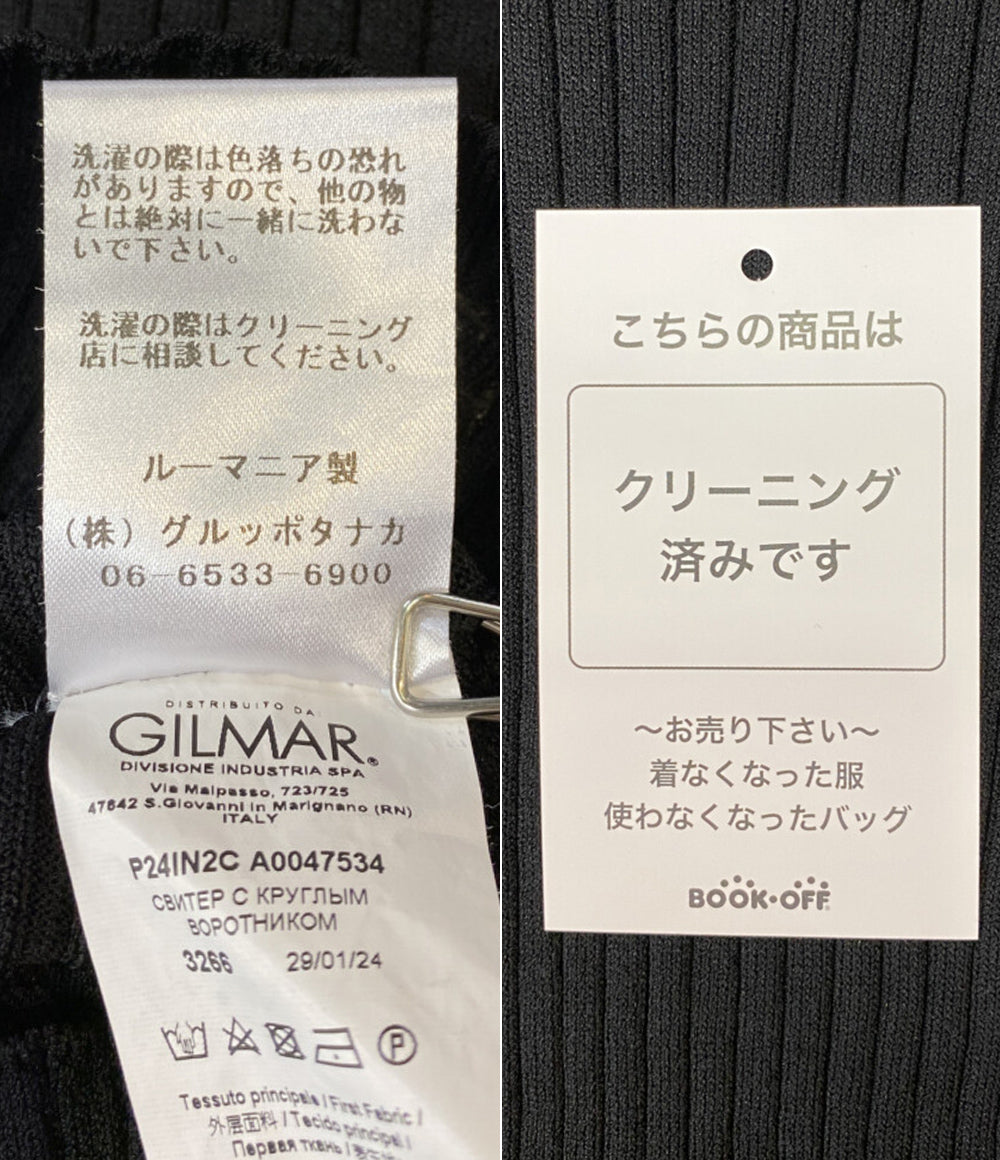 洗濯の際は色落ちの恐れ
がありますので、他の物
とは絶対に一緒に洗わな
いで下さい。
洗濯の際はクリーニング
店に相談してください。
ルーマニア製
(株)グルッポタナカ
06-6533-6900
DISTRIBUITO DA:
GILMAR®
DIVISIONE INDUSTRIA SPA
Via Malpasso, 723/725
47842 S.Giovanni in Marignano (RN)
ITALY
P24IN2C A0047534
СВИТЕР С КРУГЛЫМ
ВОРОТНИКОМ
3266 29/01/24
P
Tessuto principale / First Fabric /
外层面料 / Tecido principal /
Первая ткань /
こちらの商品は
クリーニング
済みです
〜お売り下さい〜
着なくなった服
使わなくなったバッグ
BOOK・OFF